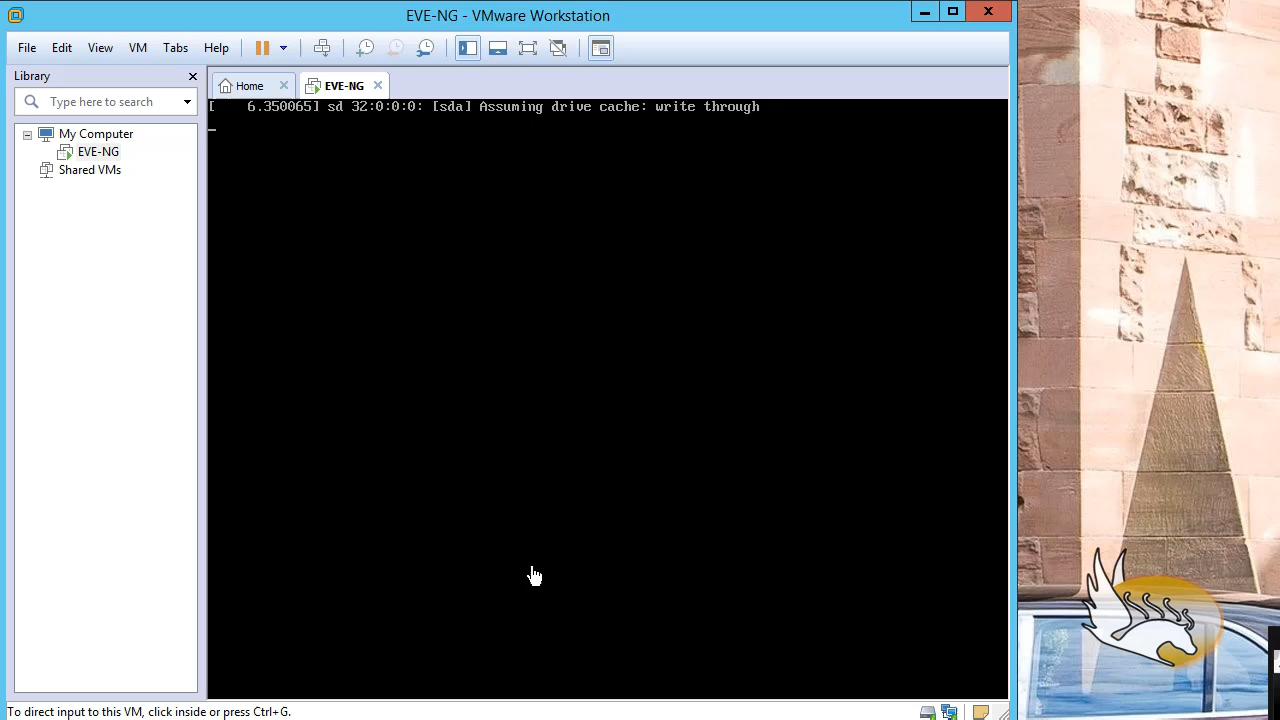 EVE-NG - VMware Workstation
File Edit View VM Tabs Help
Library
Type here to search
My Computer
EVE-NG
Shared VMs
Home
EVE-NG
[    6.350065] sd 32:0:0:0: [sda] Assuming drive cache: write through
To direct input to this VM, click inside or press Ctrl+G.